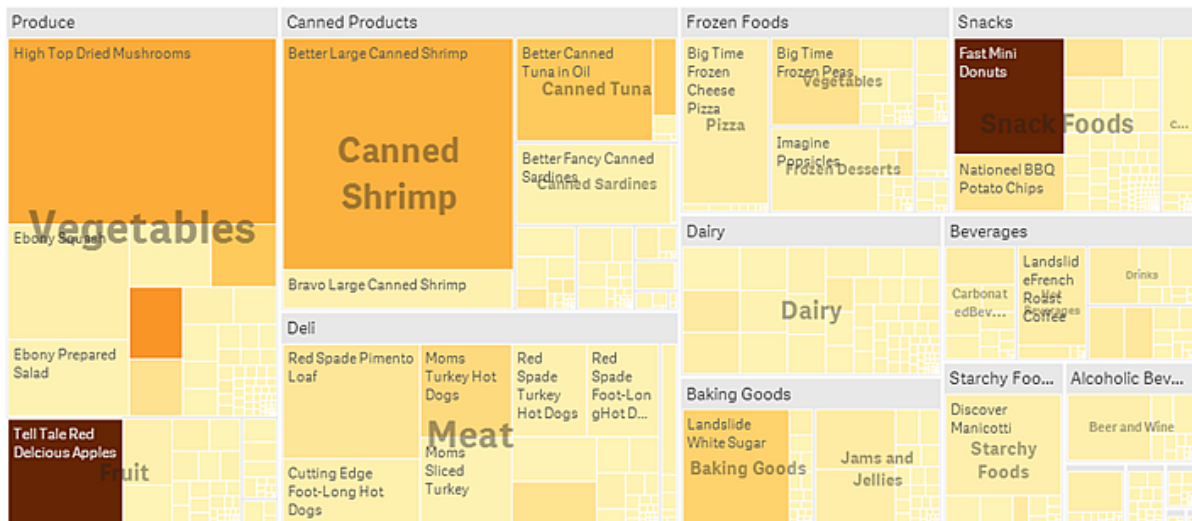 Produce
High Top Dried Mushrooms
Vegetables
Ebony Squash
Ebony Prepared
Salad
Tell Tale Red
Delcious Apples
Fruit
Canned Products
Better Large Canned Shrimp
Canned
Shrimp
Bravo Large Canned Shrimp
Better Canned
Tuna in Oil
Canned Tuna
Better Fancy Canned
Sardines
Canned Sardines
Deli
Red Spade Pimento
Loaf
Cutting Edge
Foot-Long Hot
Dogs
Moms
Turkey Hot
Dogs
Meat
Moms
Sliced
Turkey
Red
Spade
Turkey
Hot Dogs
Red
Spade
Foot-Lon
gHot D...
Frozen Foods
Big Time
Frozen
Cheese
Pizza
Pizza
Big Time
Frozen Peas
Vegetables
Imagine
Popsicles
Frozen Desserts
Dairy
Dairy
Baking Goods
Landslide
White Sugar
Baking Goods
Jams and
Jellies
Snacks
Fast Mini
Donuts
Snack Foods
Nationeel BBQ
Potato Chips
c...
Beverages
Carbonat
edBev...
Landslid
eFrench
Roast
Coffee
Hot
Beverages
Drinks
Starchy Foo...
Discover
Manicotti
Starchy
Foods
Alcoholic Bev...
Beer and Wine